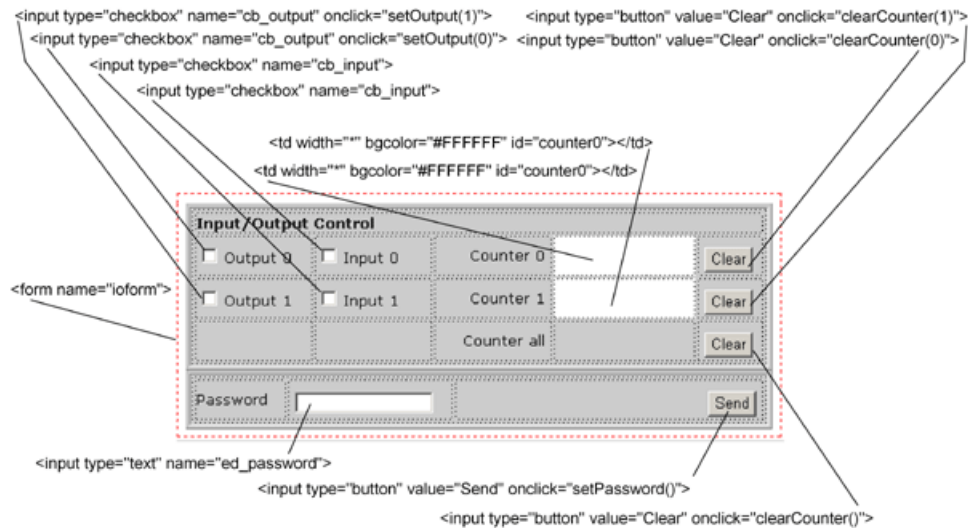 <input type="checkbox" name="cb_output" onclick="setOutput(1)">
<input type="button" value="Clear" onclick="clearCounter(1)">
<input type="checkbox" name="cb_output" onclick="setOutput(0)">
<input type="button" value="Clear" onclick="clearCounter(0)">
<input type="checkbox" name="cb_input">
<input type="checkbox" name="cb_input">
<td width="*" bgcolor="#FFFFFF" id="counter0"></td>
<td width="*" bgcolor="#FFFFFF" id="counter0"></td>
Input/Output Control
Output 0 Input 0 Counter 0 Clear
<form name="ioform">
Output 1 Input 1 Counter 1 Clear
Counter all Clear
Password Send
<input type="text" name="ed_password">
<input type="button" value="Send" onclick="setPassword()">
<input type="button" value="Clear" onclick="clearCounter()">